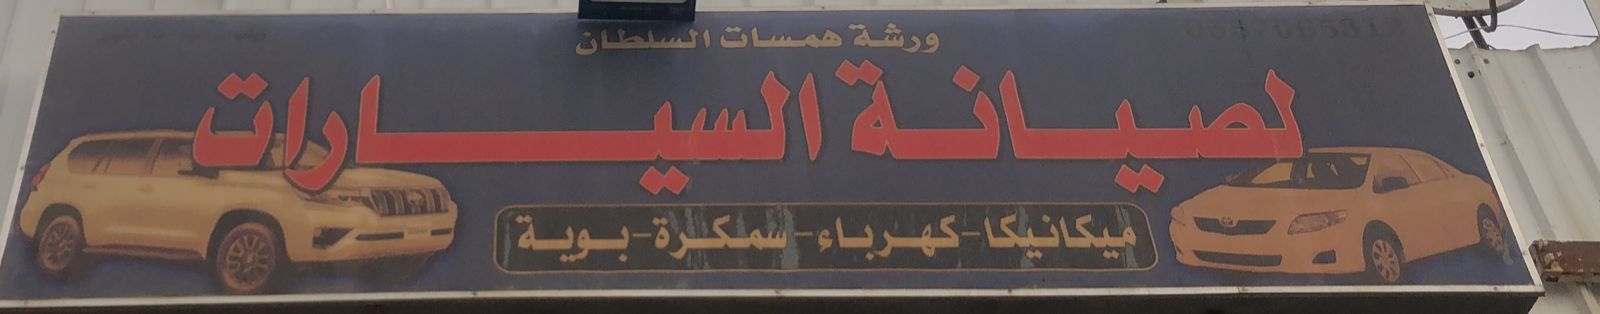 ورشة همسات السلطان
لصيانة السيارات
ميكانيكا-كهرباء-سمكرة-بوية